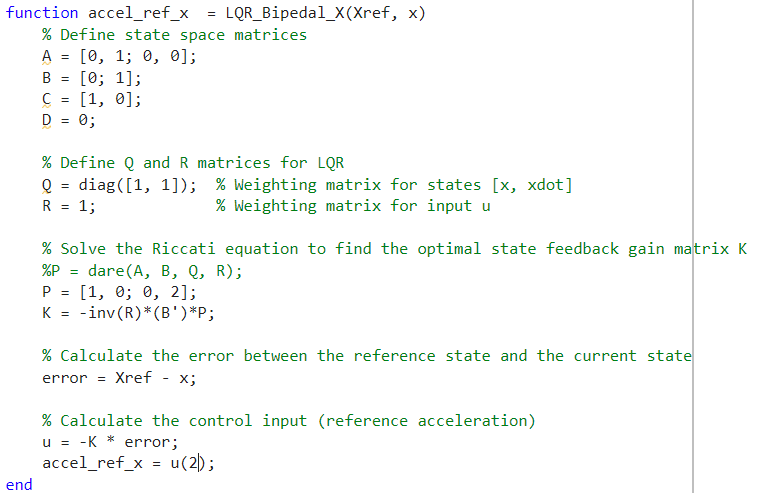 function accel_ref_x  = LQR_Bipedal_X(Xref, x)
    % Define state space matrices
    A = [0, 1; 0, 0];
    B = [0; 1];
    C = [1, 0];
    D = 0;

    % Define Q and R matrices for LQR
    Q = diag([1, 1]);  % Weighting matrix for states [x, xdot]
    R = 1;             % Weighting matrix for input u

    % Solve the Riccati equation to find the optimal state feedback gain matrix K
    %P = dare(A, B, Q, R);
    P = [1, 0; 0, 2];
    K = -inv(R)*(B')*P;

    % Calculate the error between the reference state and the current state
    error = Xref - x;

    % Calculate the control input (reference acceleration)
    u = -K * error;
    accel_ref_x = u(2);
end